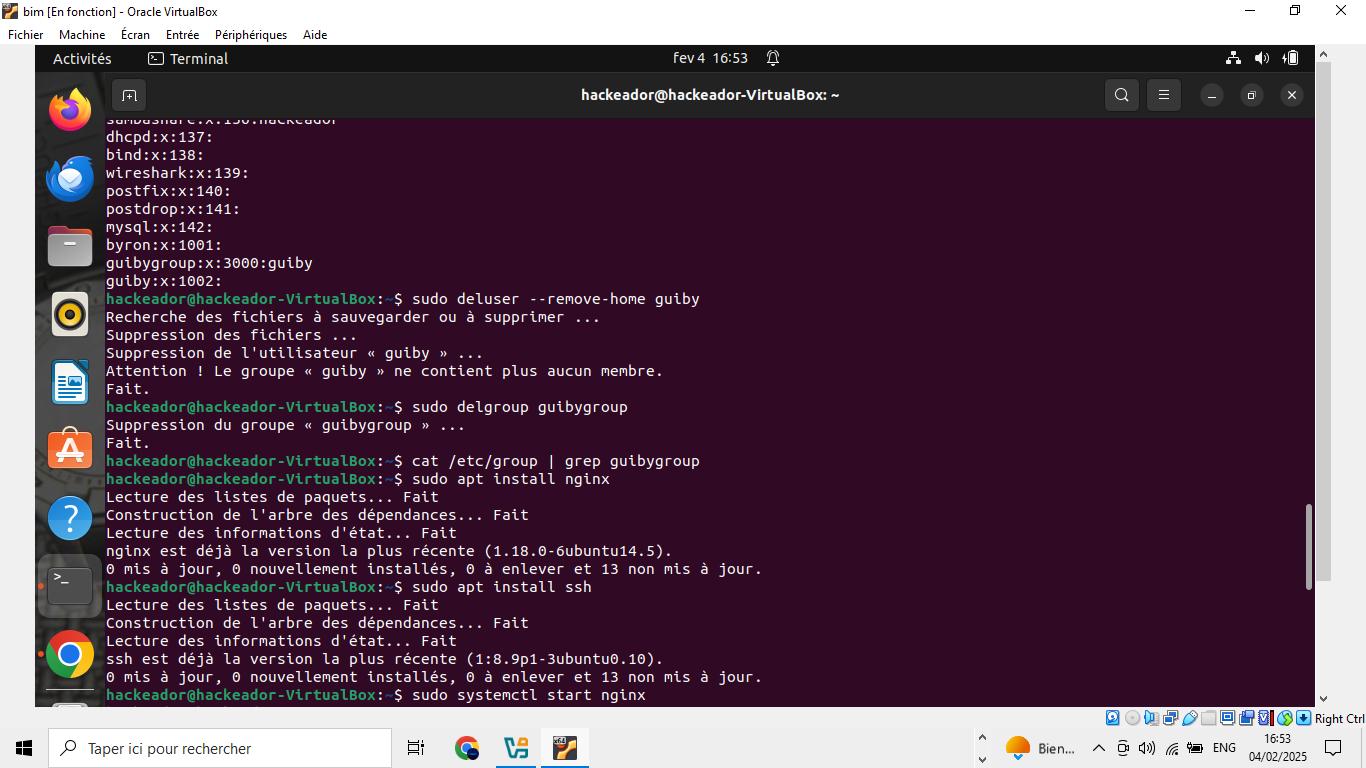 bim [En fonction] - Oracle VirtualBox
Fichier Machine Écran Entrée Périphériques Aide
Activités Terminal fev 4 16:53
hackeador@hackeador-VirtualBox: ~
sambashare:x:136:hackeador
dhcpd:x:137:
bind:x:138:
wireshark:x:139:
postfix:x:140:
postdrop:x:141:
mysql:x:142:
byron:x:1001:
guibygroup:x:3000:guiby
guiby:x:1002:
hackeador@hackeador-VirtualBox:~$ sudo deluser --remove-home guiby
Recherche des fichiers à sauvegarder ou à supprimer ...
Suppression des fichiers ...
Suppression de l'utilisateur « guiby » ...
Attention ! Le groupe « guiby » ne contient plus aucun membre.
Fait.
hackeador@hackeador-VirtualBox:~$ sudo delgroup guibygroup
Suppression du groupe « guibygroup » ...
Fait.
hackeador@hackeador-VirtualBox:~$ cat /etc/group | grep guibygroup
hackeador@hackeador-VirtualBox:~$ sudo apt install nginx
Lecture des listes de paquets... Fait
Construction de l'arbre des dépendances... Fait
Lecture des informations d'état... Fait
nginx est déjà la version la plus récente (1.18.0-6ubuntu14.5).
0 mis à jour, 0 nouvellement installés, 0 à enlever et 13 non mis à jour.
hackeador@hackeador-VirtualBox:~$ sudo apt install ssh
Lecture des listes de paquets... Fait
Construction de l'arbre des dépendances... Fait
Lecture des informations d'état... Fait
ssh est déjà la version la plus récente (1:8.9p1-3ubuntu0.10).
0 mis à jour, 0 nouvellement installés, 0 à enlever et 13 non mis à jour.
hackeador@hackeador-VirtualBox:~$ sudo systemctl start nginx
Right Ctrl
Taper ici pour rechercher
Bien...
ENG
16:53
04/02/2025